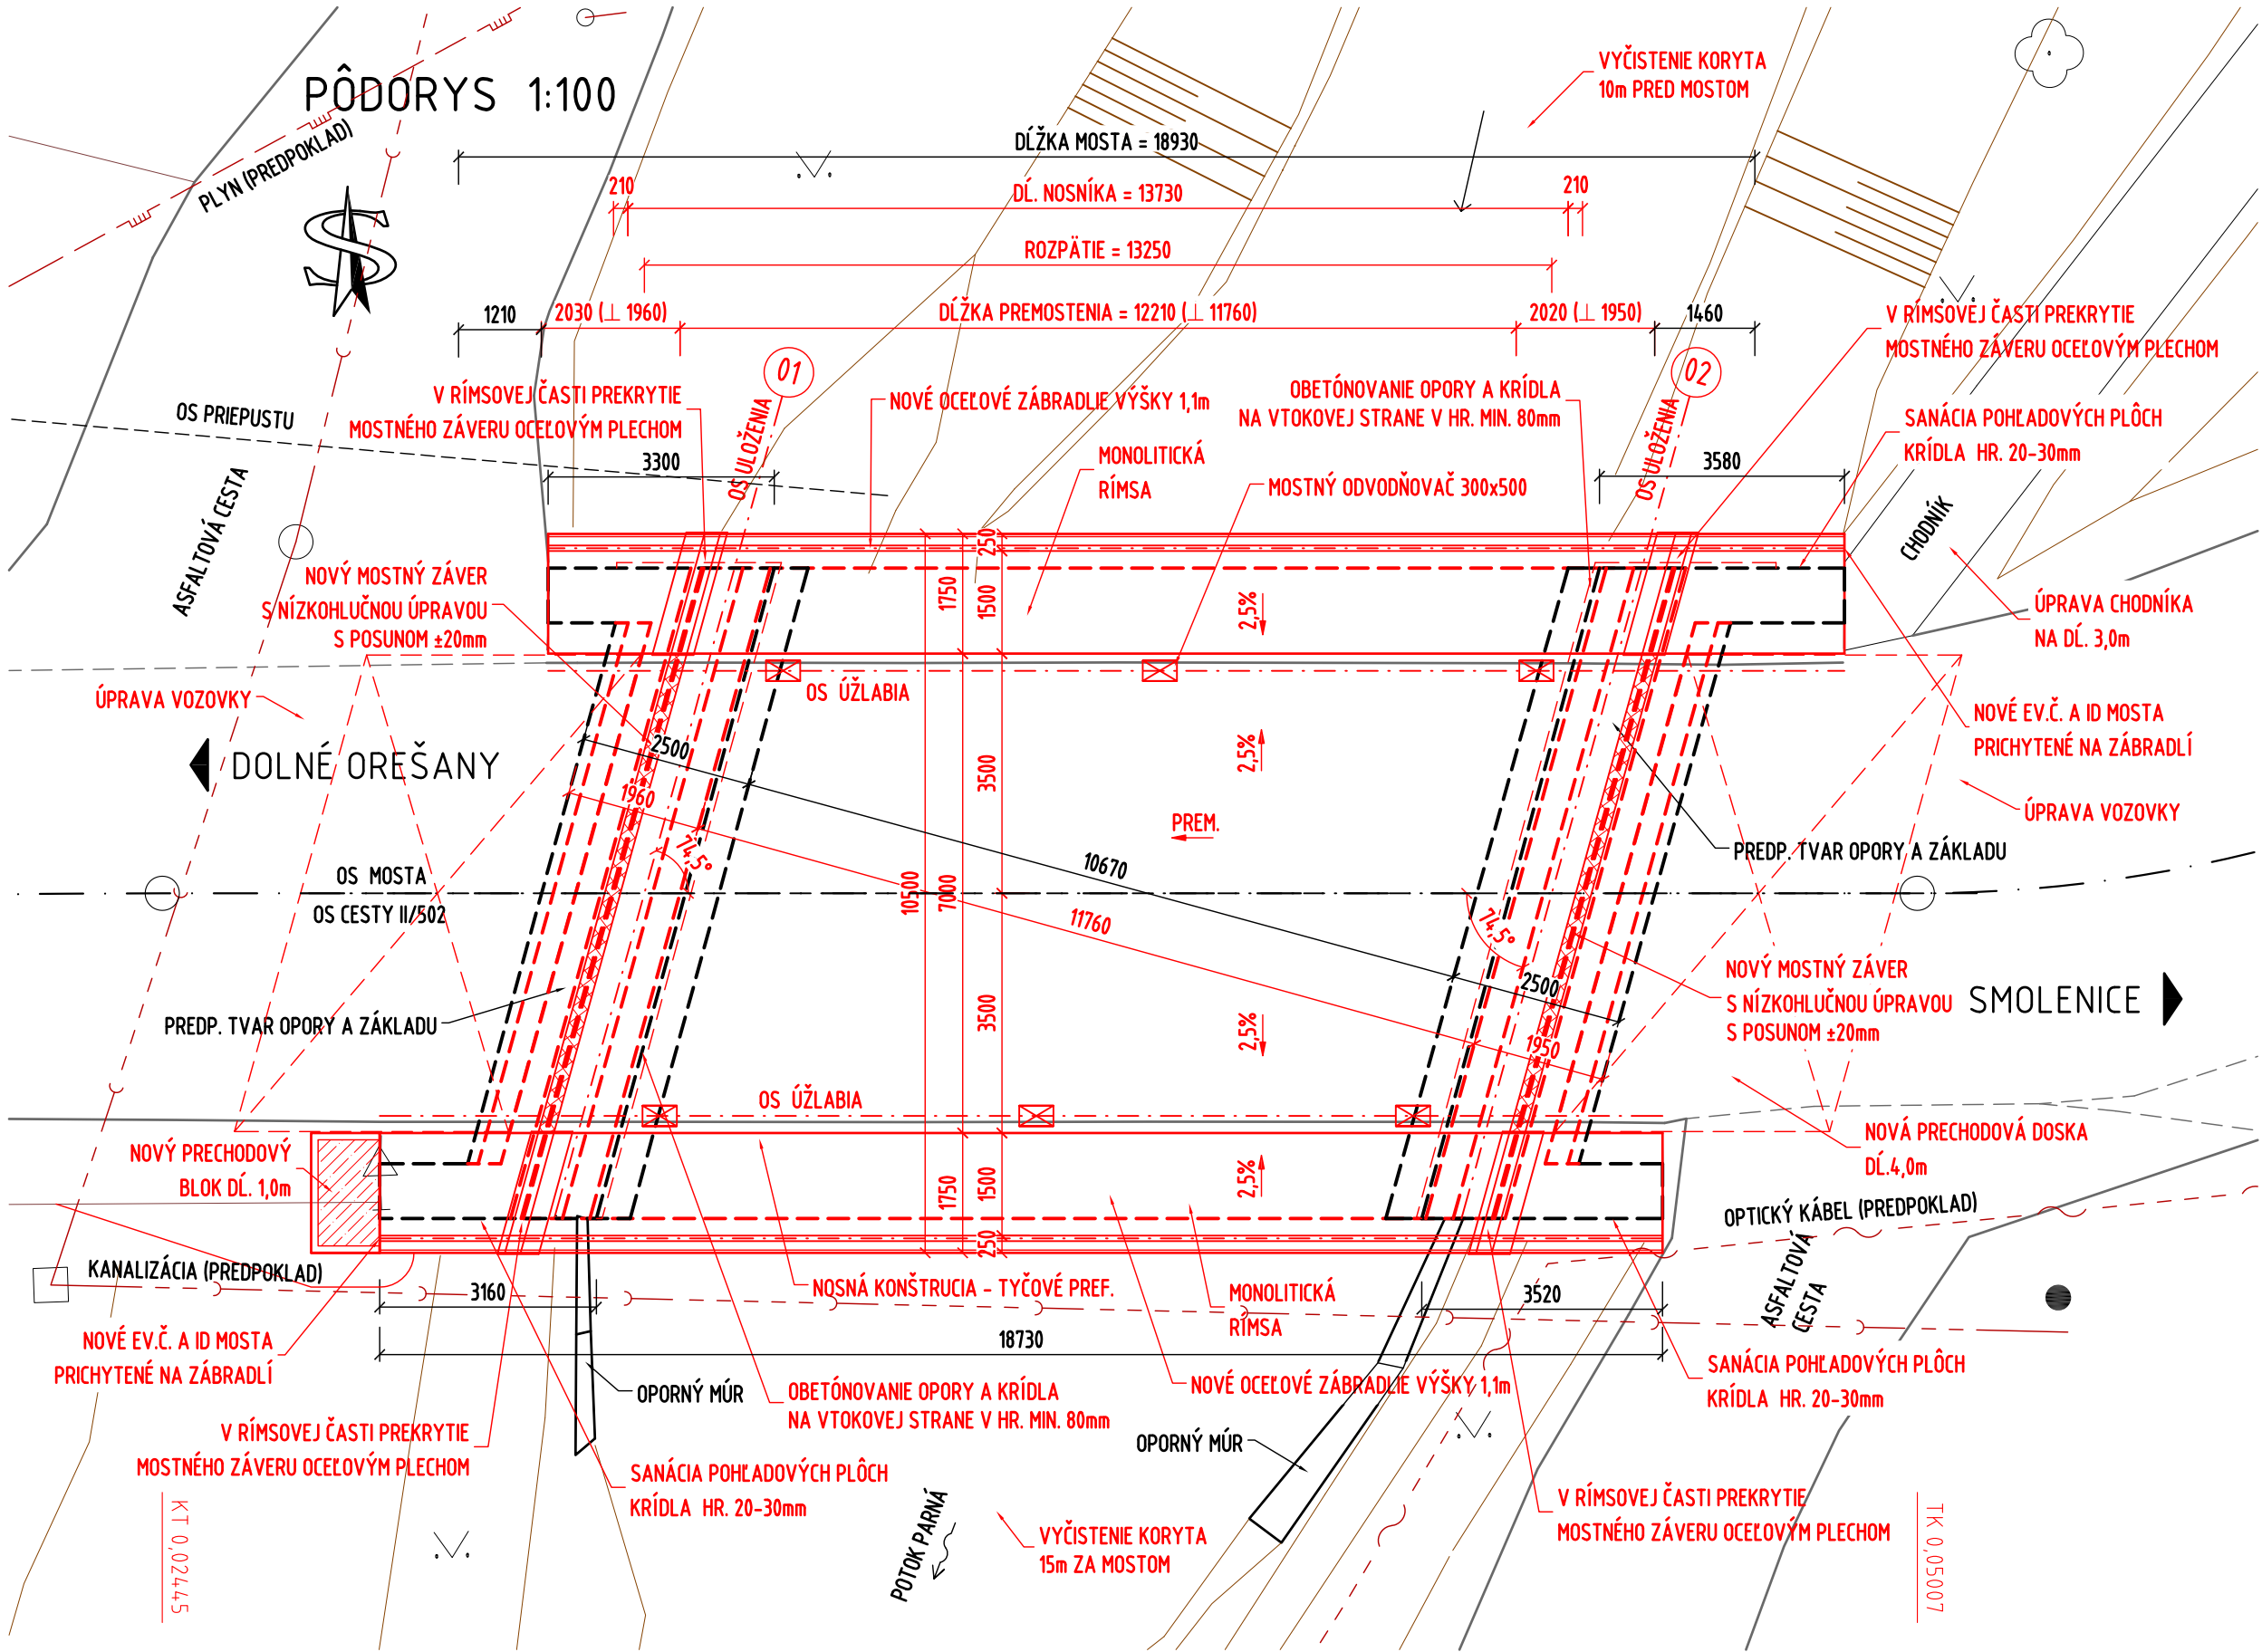 PÔDORYS 1:100
PLYN (PREDPOKLAD)
S
VYČISTENIE KORYTA
10m PRED MOSTOM
DĹŽKA MOSTA = 18930
210
DĹ. NOSNÍKA = 13730
210
ROZPÄTIE = 13250
1210
2030 (⊥ 1960)
DĹŽKA PREMOSTENIA = 12210 (⊥ 11760)
2020 (⊥ 1950)
1460
V RÍMSOVEJ ČASTI PREKRYTIE
MOSTNÉHO ZÁVERU OCEĽOVÝM PLECHOM
01
02
OS ULOŽENIA
OS ULOŽENIA
V RÍMSOVEJ ČASTI PREKRYTIE
MOSTNÉHO ZÁVERU OCEĽOVÝM PLECHOM
NOVÉ OCEĽOVÉ ZÁBRADLIE VÝŠKY 1,1m
OBETÓNOVANIE OPORY A KRÍDLA
NA VTOKOVEJ STRANE V HR. MIN. 80mm
SANÁCIA POHĽADOVÝCH PLÔCH
KRÍDLA HR. 20-30mm
OS PRIEPUSTU
3300
MONOLITICKÁ
RÍMSA
MOSTNÝ ODVODŇOVAČ 300x500
3580
ASFALTOVÁ CESTA
CHODNÍK
NOVÝ MOSTNÝ ZÁVER
S NÍZKOHLUČNOU ÚPRAVOU
S POSUNOM ±20mm
250
1750
1500
2,5%
ÚPRAVA CHODNÍKA
NA DĹ. 3,0m
ÚPRAVA VOZOVKY
OS ÚŽLABIA
NOVÉ EV.Č. A ID MOSTA
PRICHYTENÉ NA ZÁBRADLÍ
DOLNÉ OREŠANY
2500
3500
2,5%
1960
PREM.
ÚPRAVA VOZOVKY
74,5°
PREDP. TVAR OPORY A ZÁKLADU
10670
OS MOSTA
OS CESTY II/502
10500
7000
11760
74,5°
NOVÝ MOSTNÝ ZÁVER
S NÍZKOHLUČNOU ÚPRAVOU
S POSUNOM ±20mm
2500
SMOLENICE
PREDP. TVAR OPORY A ZÁKLADU
3500
2,5%
1950
OS ÚŽLABIA
NOVÁ PRECHODOVÁ DOSKA
DĹ.4,0m
NOVÝ PRECHODOVÝ
BLOK DĹ. 1,0m
1750
1500
2,5%
250
OPTICKÝ KÁBEL (PREDPOKLAD)
ASFALTOVÁ
CESTA
KANALIZÁCIA (PREDPOKLAD)
3160
NOSNÁ KONŠTRUCIA - TYČOVÉ PREF.
MONOLITICKÁ
RÍMSA
3520
NOVÉ EV.Č. A ID MOSTA
PRICHYTENÉ NA ZÁBRADLÍ
18730
OPORNÝ MÚR
OBETÓNOVANIE OPORY A KRÍDLA
NA VTOKOVEJ STRANE V HR. MIN. 80mm
NOVÉ OCEĽOVÉ ZÁBRADLIE VÝŠKY 1,1m
SANÁCIA POHĽADOVÝCH PLÔCH
KRÍDLA HR. 20-30mm
V RÍMSOVEJ ČASTI PREKRYTIE
MOSTNÉHO ZÁVERU OCEĽOVÝM PLECHOM
OPORNÝ MÚR
SANÁCIA POHĽADOVÝCH PLÔCH
KRÍDLA HR. 20-30mm
V RÍMSOVEJ ČASTI PREKRYTIE
MOSTNÉHO ZÁVERU OCEĽOVÝM PLECHOM
KT 0,02445
POTOK PARNÁ
VYČISTENIE KORYTA
15m ZA MOSTOM
TK 0,05007